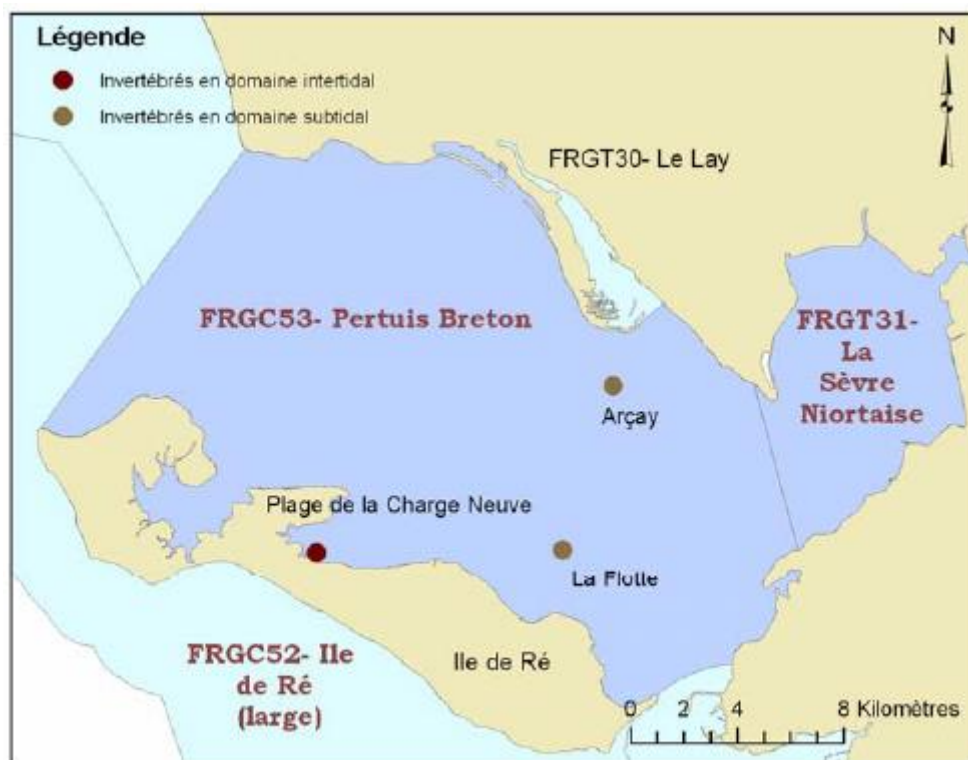 Légende
Invertébrés en domaine intertidal
Invertébrés en domaine subtidal
N
FRGT30- Le Lay
FRGC53- Pertuis Breton
FRGT31-
La
Sèvre
Niortaise
Arçay
Plage de la Charge Neuve
La Flotte
FRGC52- Ile
de Ré
(large)
Ile de Ré
0 2 4 8 Kilomètres